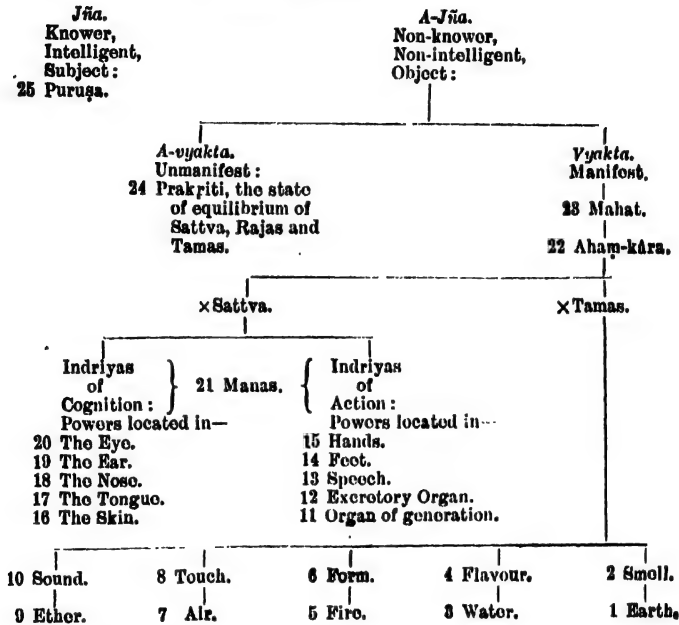 Jña.
Knower,
Intelligent,
Subject:
25 Puruṣa.
A-Jña.
Non-knower,
Non-intelligent,
Object:
A-vyakta.
Unmanifest:
24 Prakṛiti, the state
of equilibrium of
Sattva, Rajas and
Tamas.
Vyakta.
Manifest.
23 Mahat.
22 Ahaṃ-kâra.
×Sattva.
×Tamas.
Indriyas
of
Cognition:
Powers located in—
20 The Eye.
19 The Ear.
18 The Nose.
17 The Tongue.
16 The Skin.
21 Manas.
Indriyas
of
Action:
Powers located in—
15 Hands.
14 Feet.
13 Speech.
12 Excretory Organ.
11 Organ of generation.
10 Sound. 8 Touch. 6 Form. 4 Flavour. 2 Smell.
9 Ether. 7 Air. 5 Fire. 3 Water. 1 Earth.